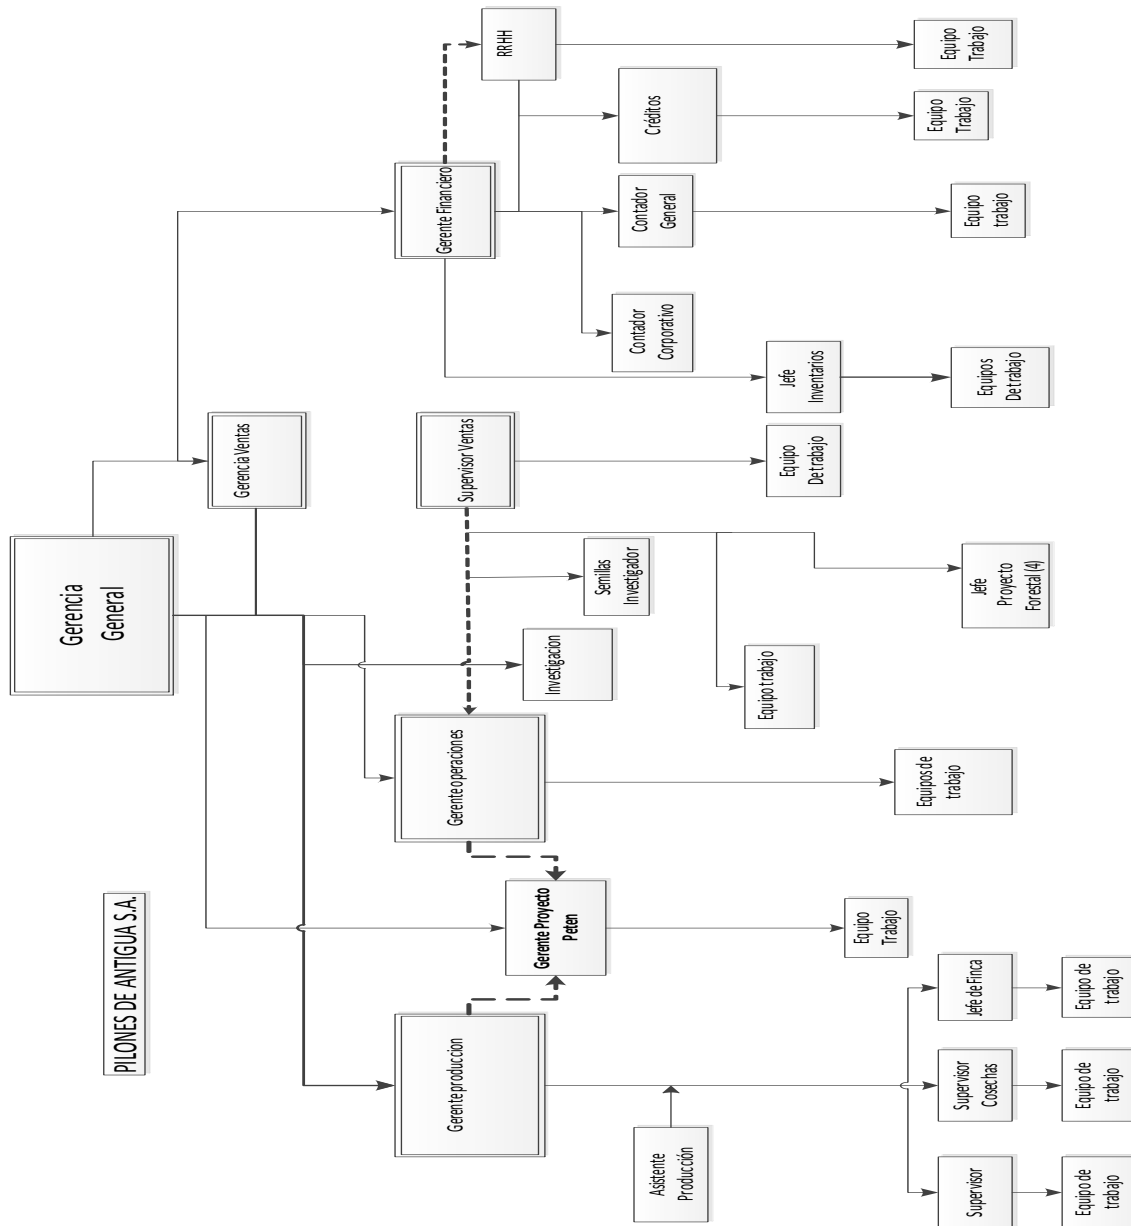 PILONES DE ANTIGUA S.A.
Gerencia
General
Gerencia Ventas
Gerente produccion
Gerente operaciones
Supervisor Ventas
Gerente Financiero
RRHH
Gerente Proyecto
Peten
Investigacion
Semillas
Investigador
Contador
Corporativo
Contador
General
Créditos
Asistente
Producción
Equipo trabajo
Equipo
De trabajo
Jefe
Inventarios
Equipo
Trabajo
Equipos de
trabajo
Jefe
Proyecto
Forestal (4)
Equipos
De trabajo
Equipo
trabajo
Equipo
Trabajo
Equipo
Trabajo
Supervisor
Supervisor
Cosechas
Jefe de Finca
Equipo de
trabajo
Equipo de
trabajo
Equipo de
trabajo